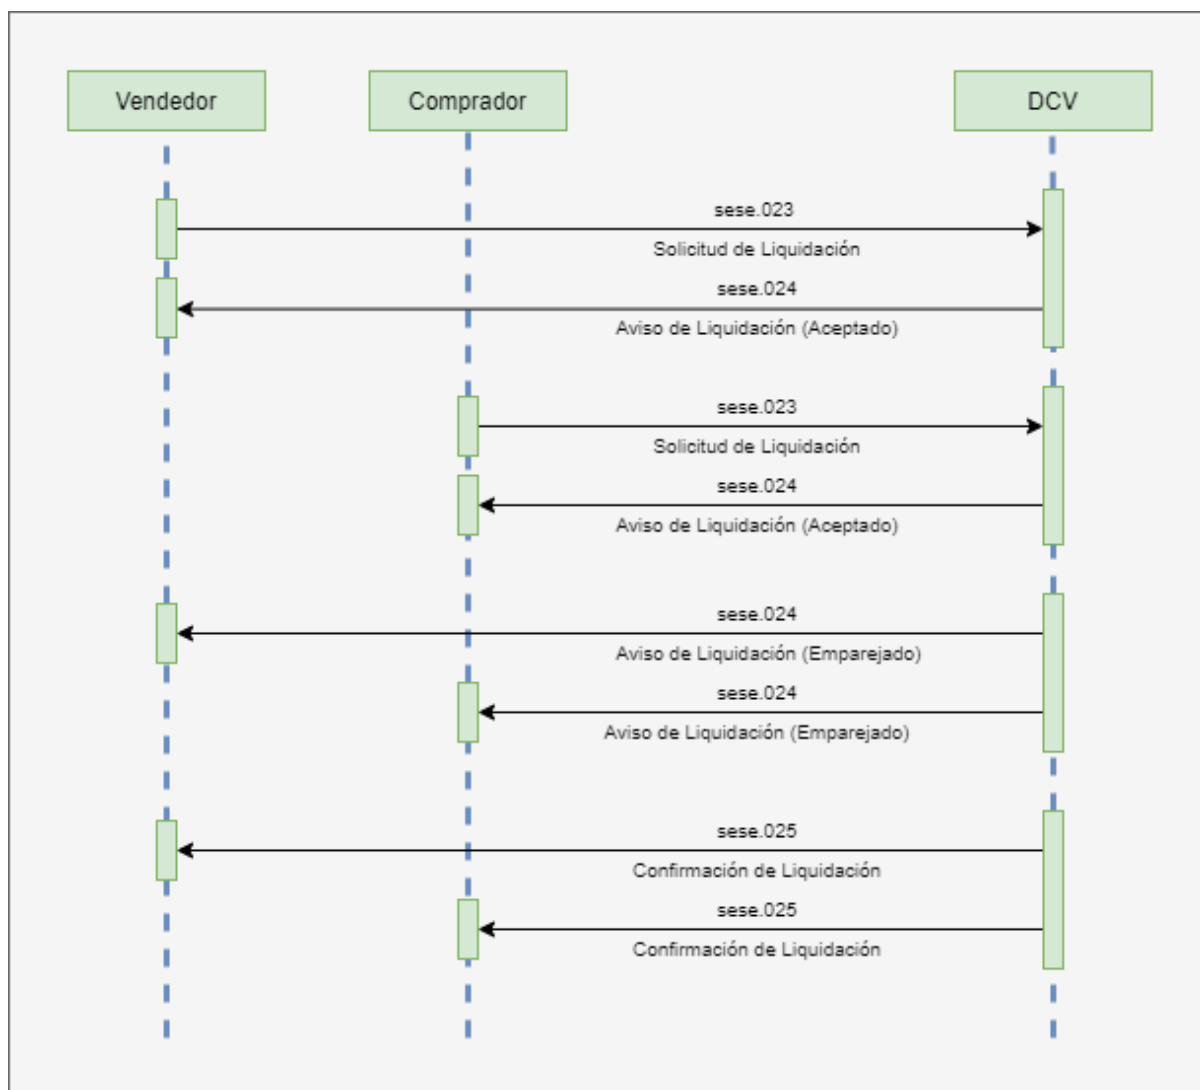 Vendedor
Comprador
DCV
sese.023
Solicitud de Liquidación
sese.024
Aviso de Liquidación (Aceptado)
sese.023
Solicitud de Liquidación
sese.024
Aviso de Liquidación (Aceptado)
sese.024
Aviso de Liquidación (Emparejado)
sese.024
Aviso de Liquidación (Emparejado)
sese.025
Confirmación de Liquidación
sese.025
Confirmación de Liquidación